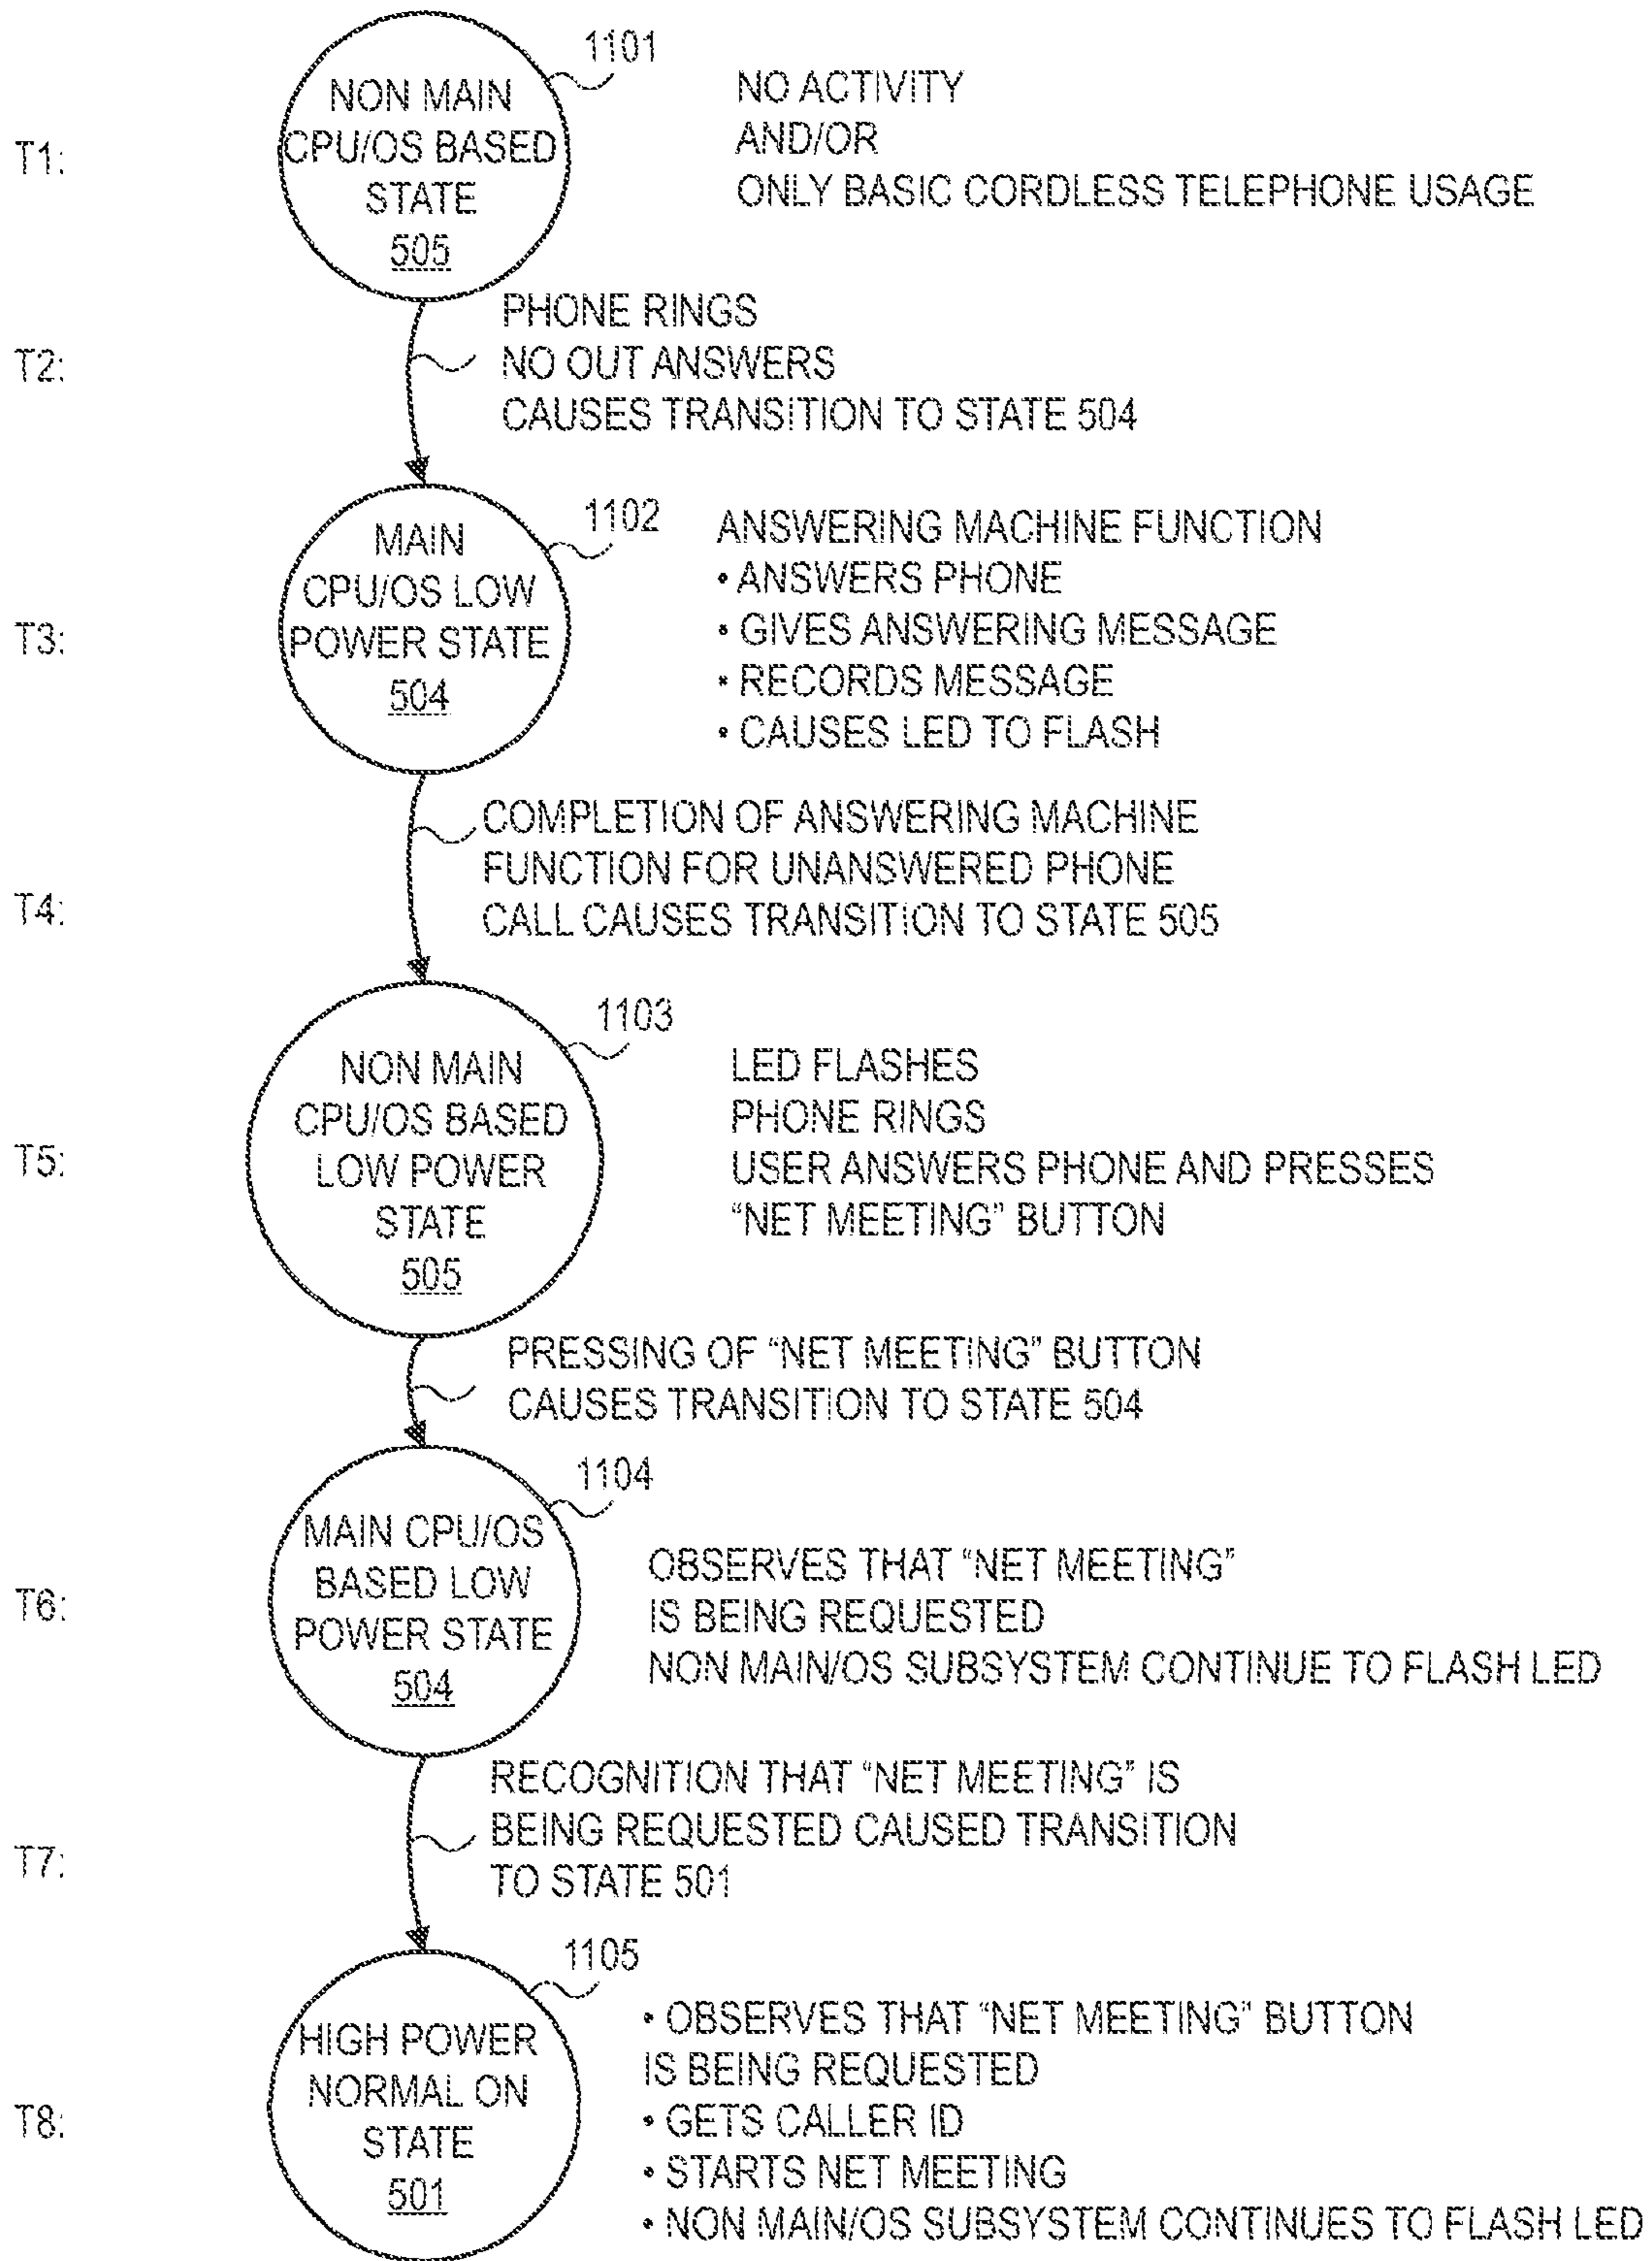 1101
NON MAIN
CPU/OS BASED
STATE
505
T1:
NO ACTIVITY
AND/OR
ONLY BASIC CORDLESS TELEPHONE USAGE
T2:
PHONE RINGS
NO OUT ANSWERS
CAUSES TRANSITION TO STATE 504
1102
MAIN
CPU/OS LOW
POWER STATE
504
T3:
ANSWERING MACHINE FUNCTION
• ANSWERS PHONE
• GIVES ANSWERING MESSAGE
• RECORDS MESSAGE
• CAUSES LED TO FLASH
T4:
COMPLETION OF ANSWERING MACHINE
FUNCTION FOR UNANSWERED PHONE
CALL CAUSES TRANSITION TO STATE 505
1103
NON MAIN
CPU/OS BASED
LOW POWER
STATE
505
T5:
LED FLASHES
PHONE RINGS
USER ANSWERS PHONE AND PRESSES
“NET MEETING” BUTTON
PRESSING OF “NET MEETING” BUTTON
CAUSES TRANSITION TO STATE 504
1104
MAIN CPU/OS
BASED LOW
POWER STATE
504
T6:
OBSERVES THAT “NET MEETING”
IS BEING REQUESTED
NON MAIN/OS SUBSYSTEM CONTINUE TO FLASH LED
T7:
RECOGNITION THAT “NET MEETING” IS
BEING REQUESTED CAUSED TRANSITION
TO STATE 501
1105
HIGH POWER
NORMAL ON
STATE
501
T8:
• OBSERVES THAT “NET MEETING” BUTTON
IS BEING REQUESTED
• GETS CALLER ID
• STARTS NET MEETING
• NON MAIN/OS SUBSYSTEM CONTINUES TO FLASH LED